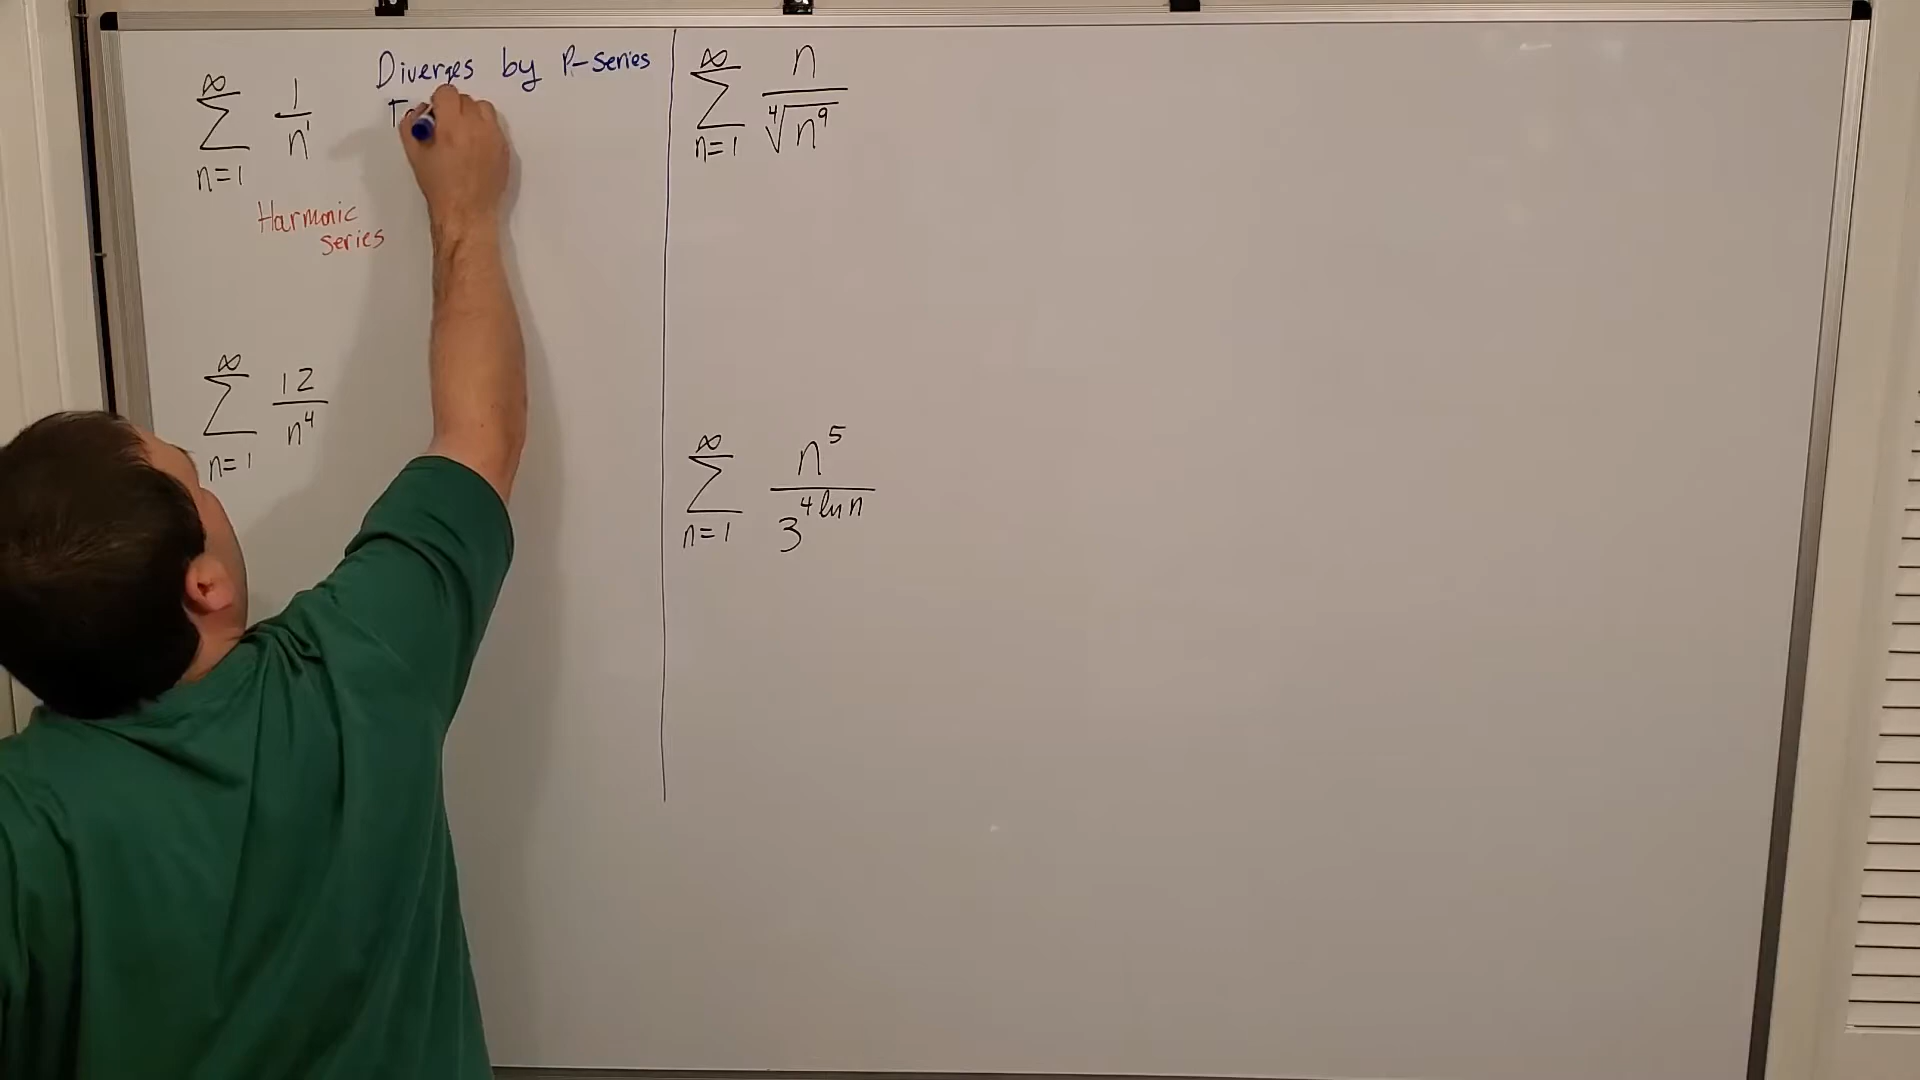 ∞
∑ 1/n¹
n=1
Diverges by P-series
Harmonic
series
∞
∑ 12/n⁴
n=1
∞
∑ n/⁴√n⁹
n=1
∞
∑ n⁵/3^(4 ln n)
n=1